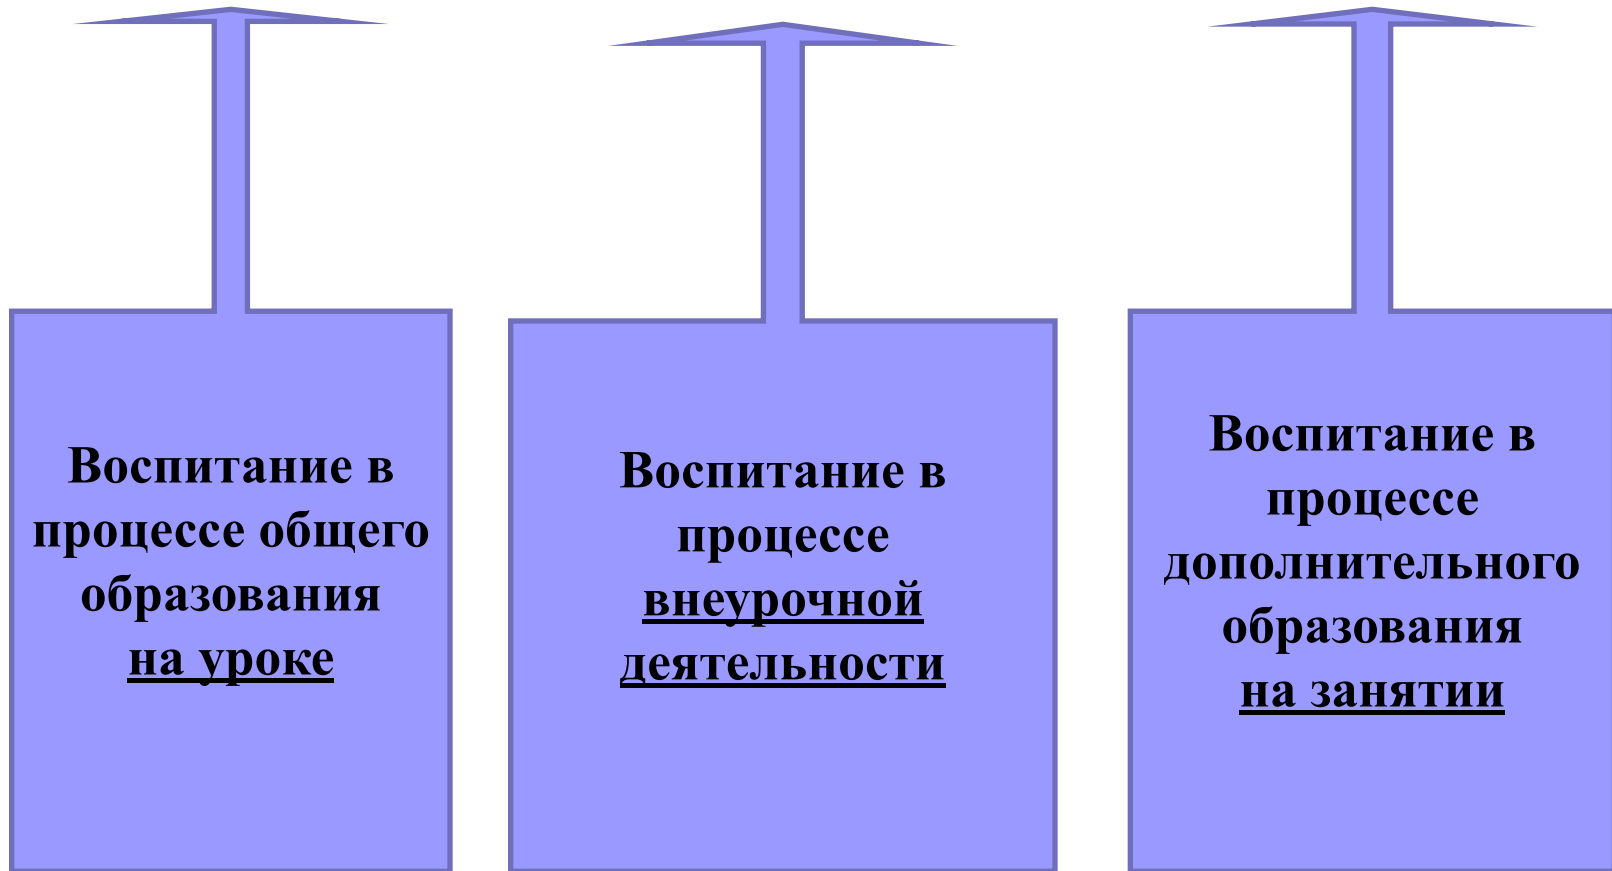 Воспитание в
процессе общего
образования
на уроке
Воспитание в
процессе
внеурочной
деятельности
Воспитание в
процессе
дополнительного
образования
на занятии